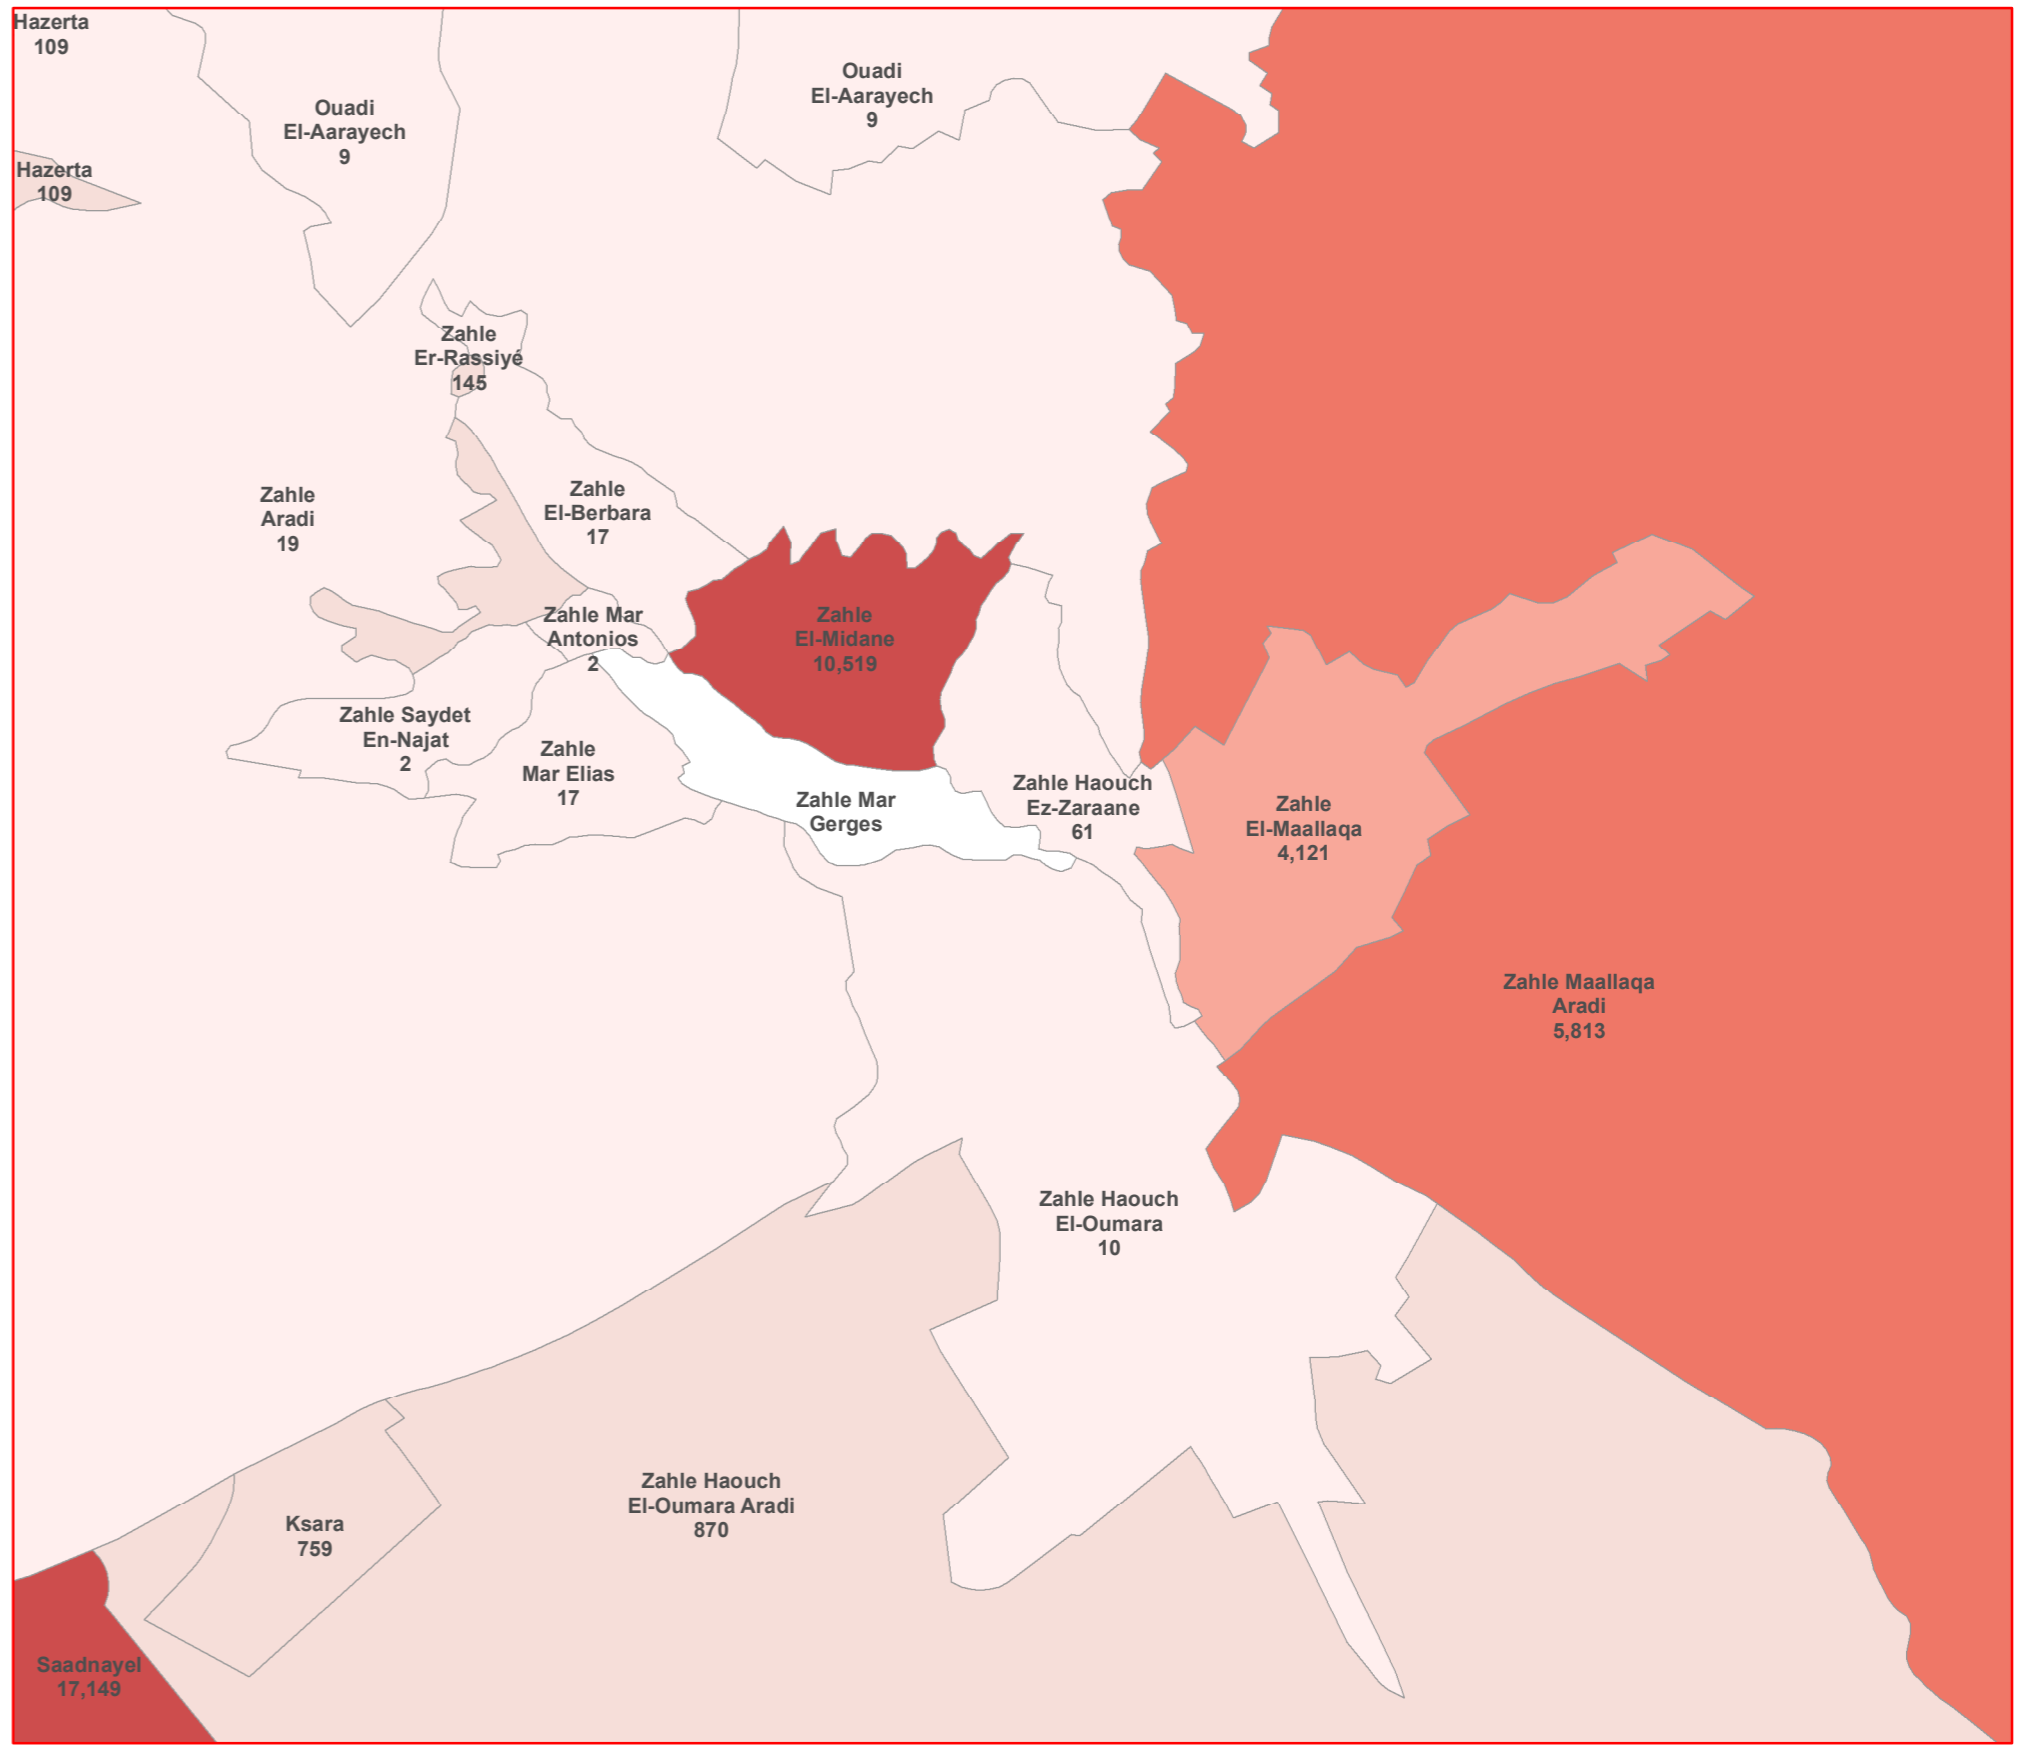 Hazerta
109
Ouadi
El-Aarayech
9
Ouadi
El-Aarayech
9
Hazerta
109
Zahle
Er-Rassiyé
145
Zahle
Aradi
19
Zahle
El-Berbara
17
Zahle Mar
Antonios
2
Zahle
El-Midane
10,519
Zahle Saydet
En-Najat
2
Zahle
Mar Elias
17
Zahle Mar
Gerges
Zahle Haouch
Ez-Zaraane
61
Zahle
El-Maallaqa
4,121
Zahle Maallaqa
Aradi
5,813
Zahle Haouch
El-Oumara
10
Zahle Haouch
El-Oumara Aradi
870
Ksara
759
Saadnayel
17,149